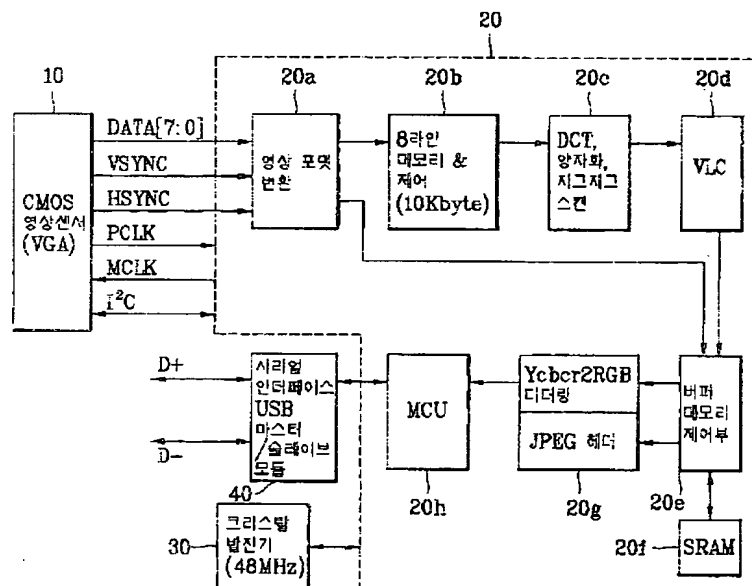 20
10
20a
20b
20c
20d
DATA[7:0]
VSYNC
HSYNC
PCLK
MCLK
I²C
CMOS
영상센서
(VGA)
영상 포맷
변환
8라인
메모리 &
제어
(10Kbyte)
DCT,
양자화,
지그재그
스캔
VLC
D+
D-
시리얼
인터페이스
USB
마스터
/슬레이브
모듈
MCU
Ycbcr2RGB
디더링
JPEG 헤더
버퍼
메모리
제어부
40
20h
20g
20e
30
크리스탈
발진기
(48MHz)
20f
SRAM